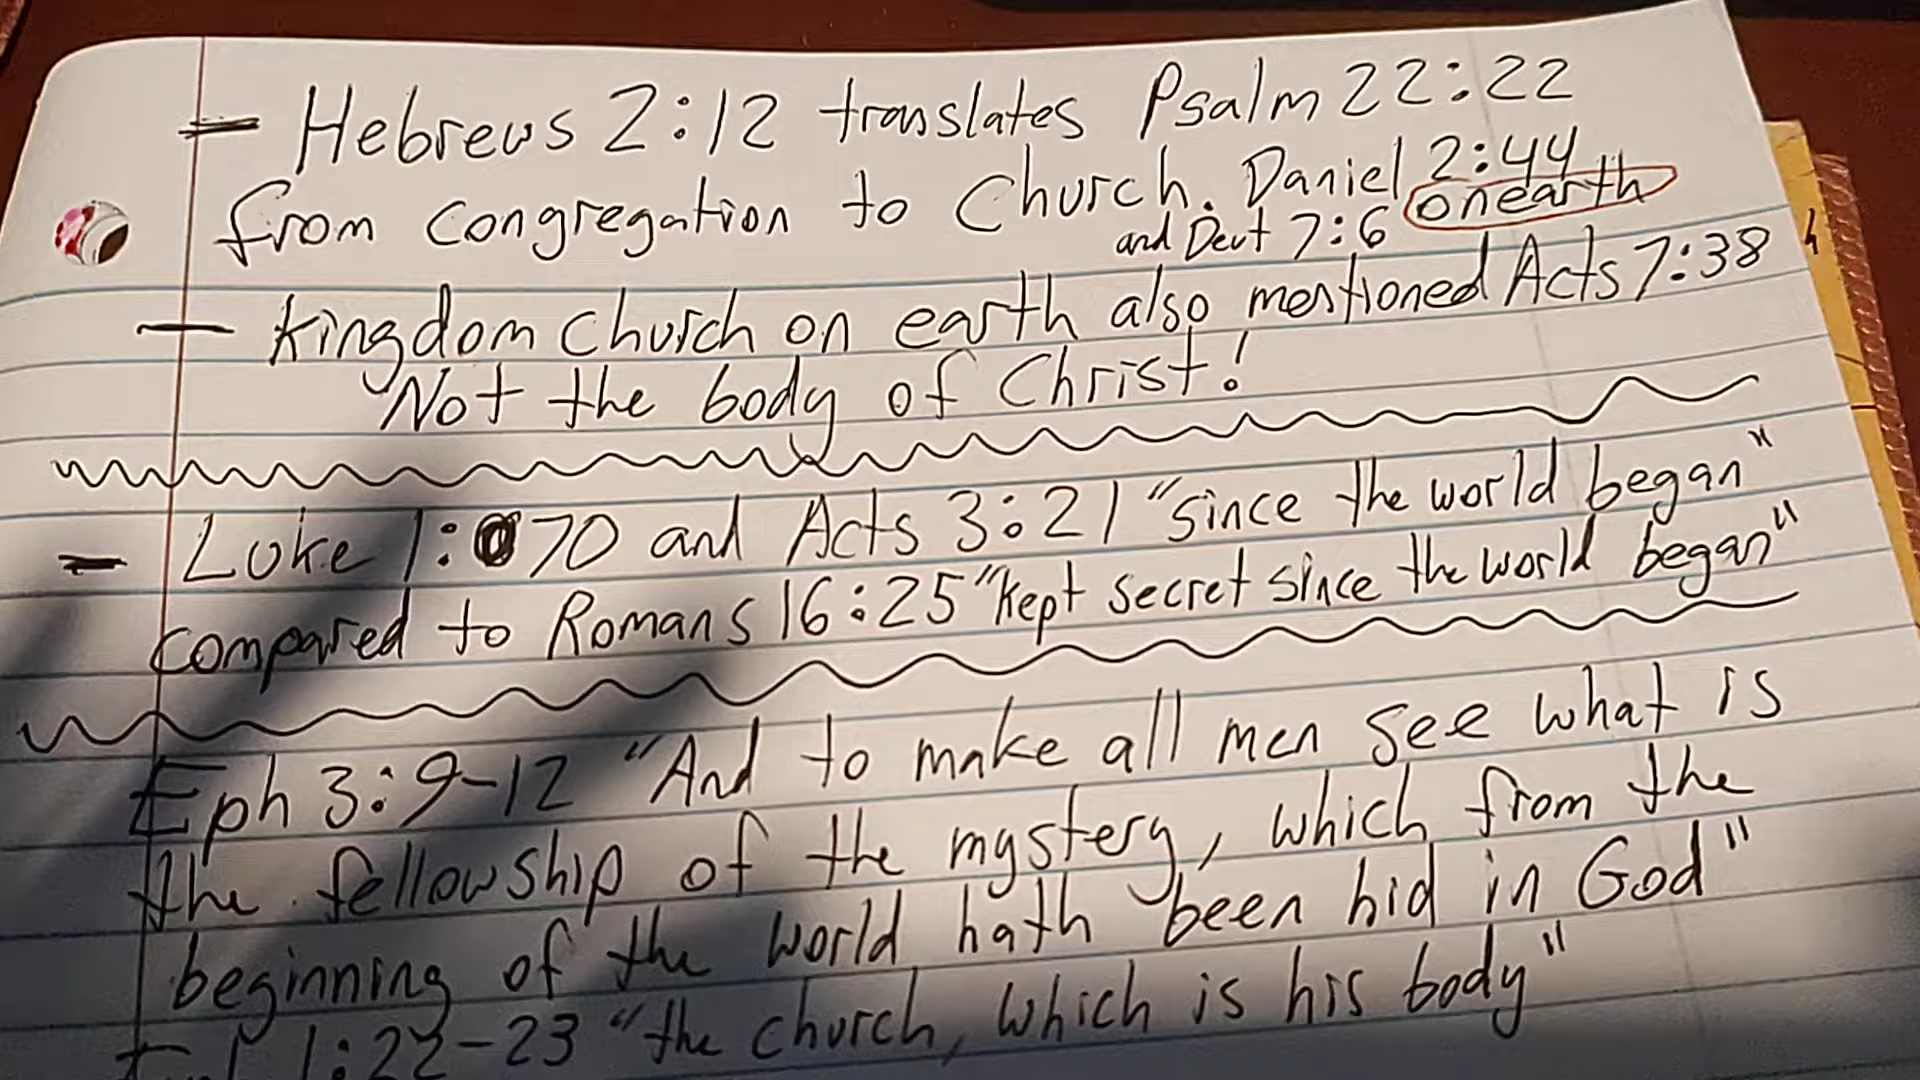 - Hebrews 2:12 translates Psalm 22:22
from congregation to Church. Daniel 2:44
and Deut 7:6 on earth
- Kingdom church on earth also mentioned Acts 7:38
Not the body of Christ!
- Luke 1:70 and Acts 3:21 "since the world began"
compared to Romans 16:25 "kept secret since the world began"
Eph 3:9-12 "And to make all men see what is
the fellowship of the mystery, which from the
beginning of the world hath been hid in God"
1:22-23 "the church, which is his body"